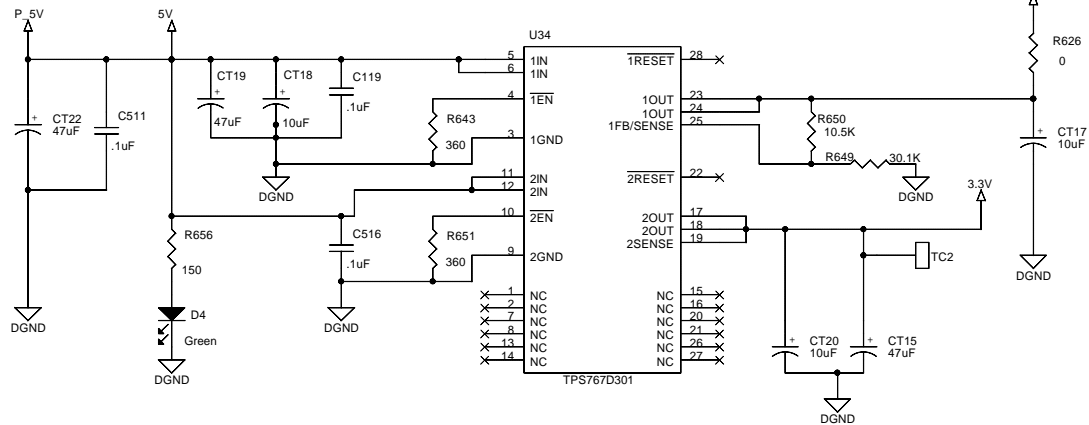 P_5V
5V
CT22
47uF
C511
.1uF
CT19
47uF
CT18
10uF
C119
.1uF
DGND
DGND
R656
150
D4
Green
DGND
R643
360
R651
360
C516
.1uF
DGND
U34
5 1IN
6 1IN
4 1EN
3 1GND
11 2IN
12 2IN
10 2EN
9 2GND
1 NC
2 NC
7 NC
8 NC
13 NC
14 NC
1RESET 28
1OUT 23
1OUT 24
1FB/SENSE 25
2RESET 22
2OUT 17
2OUT 18
2SENSE 19
NC 15
NC 16
NC 20
NC 21
NC 26
NC 27
TPS767D301
R650
10.5K
R649 30.1K
DGND
R626
0
CT17
10uF
DGND
3.3V
TC2
CT20
10uF
CT15
47uF
DGND